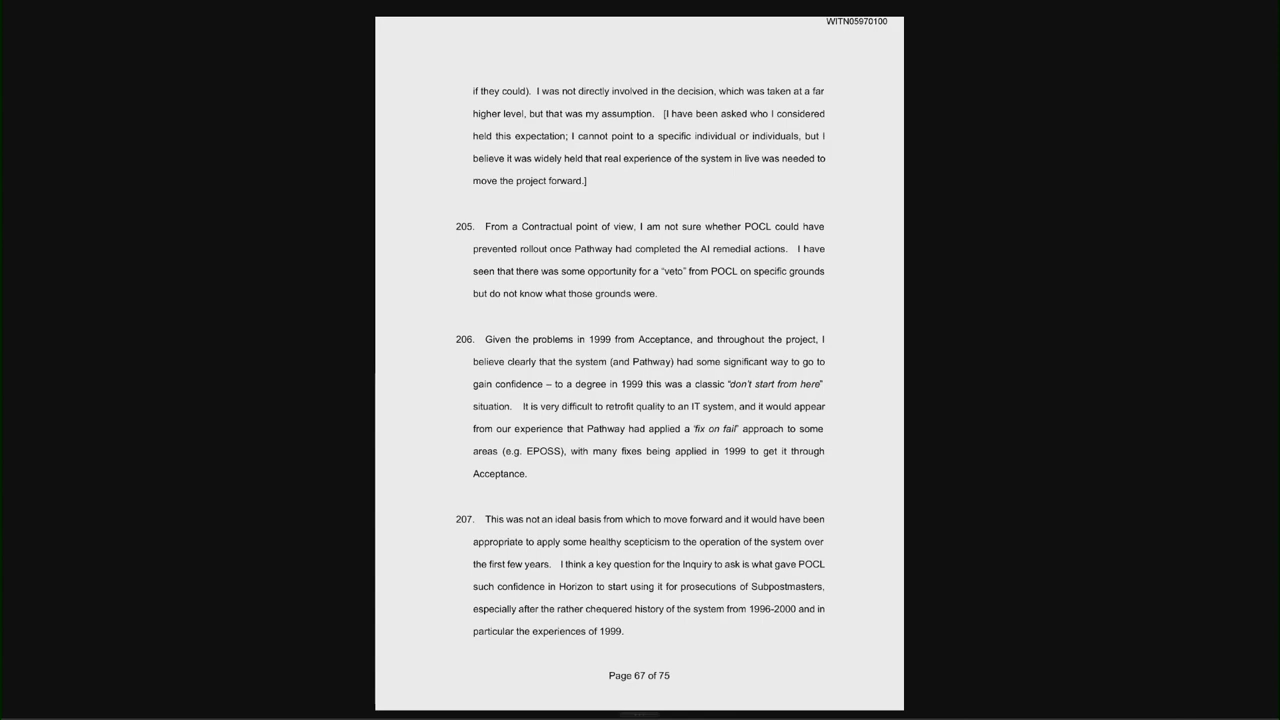 WITN05970100
if they could). I was not directly involved in the decision, which was taken at a far
higher level, but that was my assumption. [I have been asked who I considered
held this expectation; I cannot point to a specific individual or individuals, but I
believe it was widely held that real experience of the system in live was needed to
move the project forward.]
205. From a Contractual point of view, I am not sure whether POCL could have
prevented rollout once Pathway had completed the AI remedial actions. I have
seen that there was some opportunity for a “veto” from POCL on specific grounds
but do not know what those grounds were.
206. Given the problems in 1999 from Acceptance, and throughout the project, I
believe clearly that the system (and Pathway) had some significant way to go to
gain confidence – to a degree in 1999 this was a classic “don’t start from here”
situation. It is very difficult to retrofit quality to an IT system, and it would appear
from our experience that Pathway had applied a ‘fix on fail’ approach to some
areas (e.g. EPOSS), with many fixes being applied in 1999 to get it through
Acceptance.
207. This was not an ideal basis from which to move forward and it would have been
appropriate to apply some healthy scepticism to the operation of the system over
the first few years. I think a key question for the Inquiry to ask is what gave POCL
such confidence in Horizon to start using it for prosecutions of Subpostmasters,
especially after the rather chequered history of the system from 1996-2000 and in
particular the experiences of 1999.
Page 67 of 75